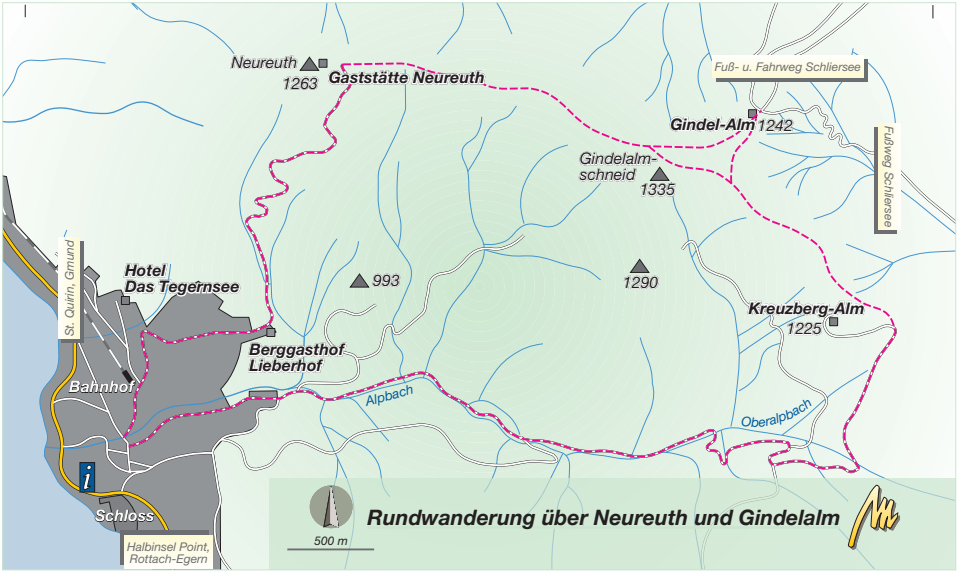 Neureuth
1263
Gaststätte Neureuth
Fuß- u. Fahrweg Schliersee
Gindel-Alm 1242
Fußweg Schliersee
Gindelalm-
schneid
1335
St. Quirin, Gmund
Hotel
Das Tegernsee
993
1290
Kreuzberg-Alm
1225
Berggasthof
Lieberhof
Bahnhof
Alpbach
Oberalpbach
i
Schloss
Halbinsel Point,
Rottach-Egern
500 m
Rundwanderung über Neureuth und Gindelalm